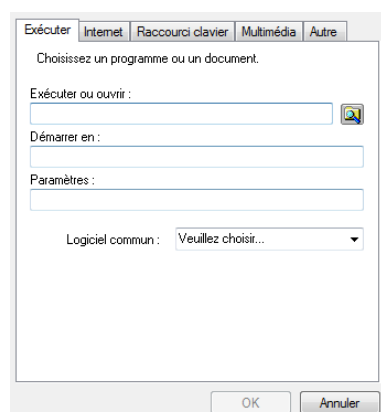 Exécuter Internet Raccourci clavier Multimédia Autre
Choisissez un programme ou un document.
Exécuter ou ouvrir :
Démarrer en :
Paramètres :
Logiciel commun : Veuillez choisir...
OK Annuler